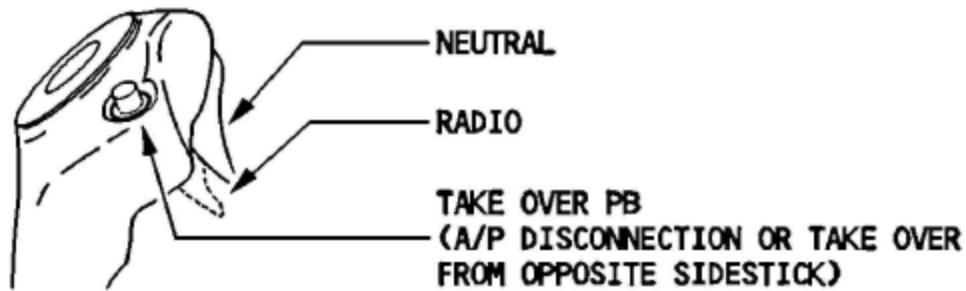 NEUTRAL
RADIO
TAKE OVER PB
(A/P DISCONNECTION OR TAKE OVER
FROM OPPOSITE SIDESTICK)